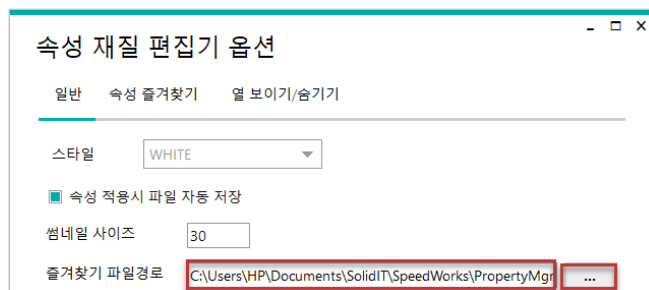 속성 재질 편집기 옵션
일반 속성 즐겨찾기 열 보이기/숨기기
스타일 WHITE
속성 적용시 파일 자동 저장
썸네일 사이즈 30
즐겨찾기 파일경로 C:\Users\HP\Documents\SolidIT\SpeedWorks\PropertyMgr ...